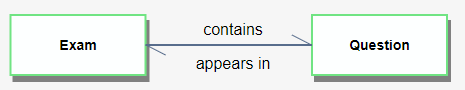 contains
Exam
Question
appears in